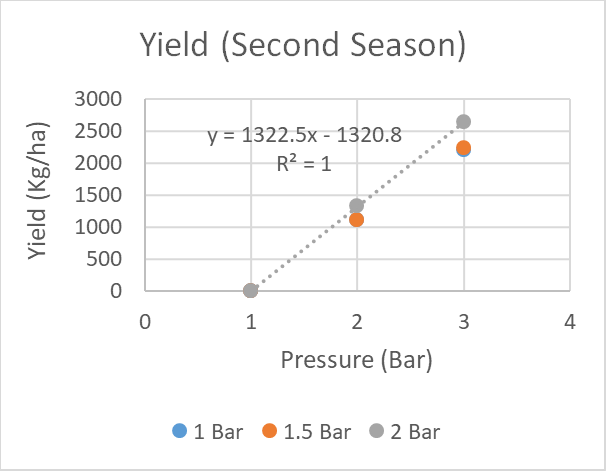 Yield (Second Season)
3000
2500
2000
1500
1000
500
0
Yield (Kg/ha)
y = 1322.5x - 1320.8
R² = 1
0 1 2 3 4
Pressure (Bar)
1 Bar 1.5 Bar 2 Bar